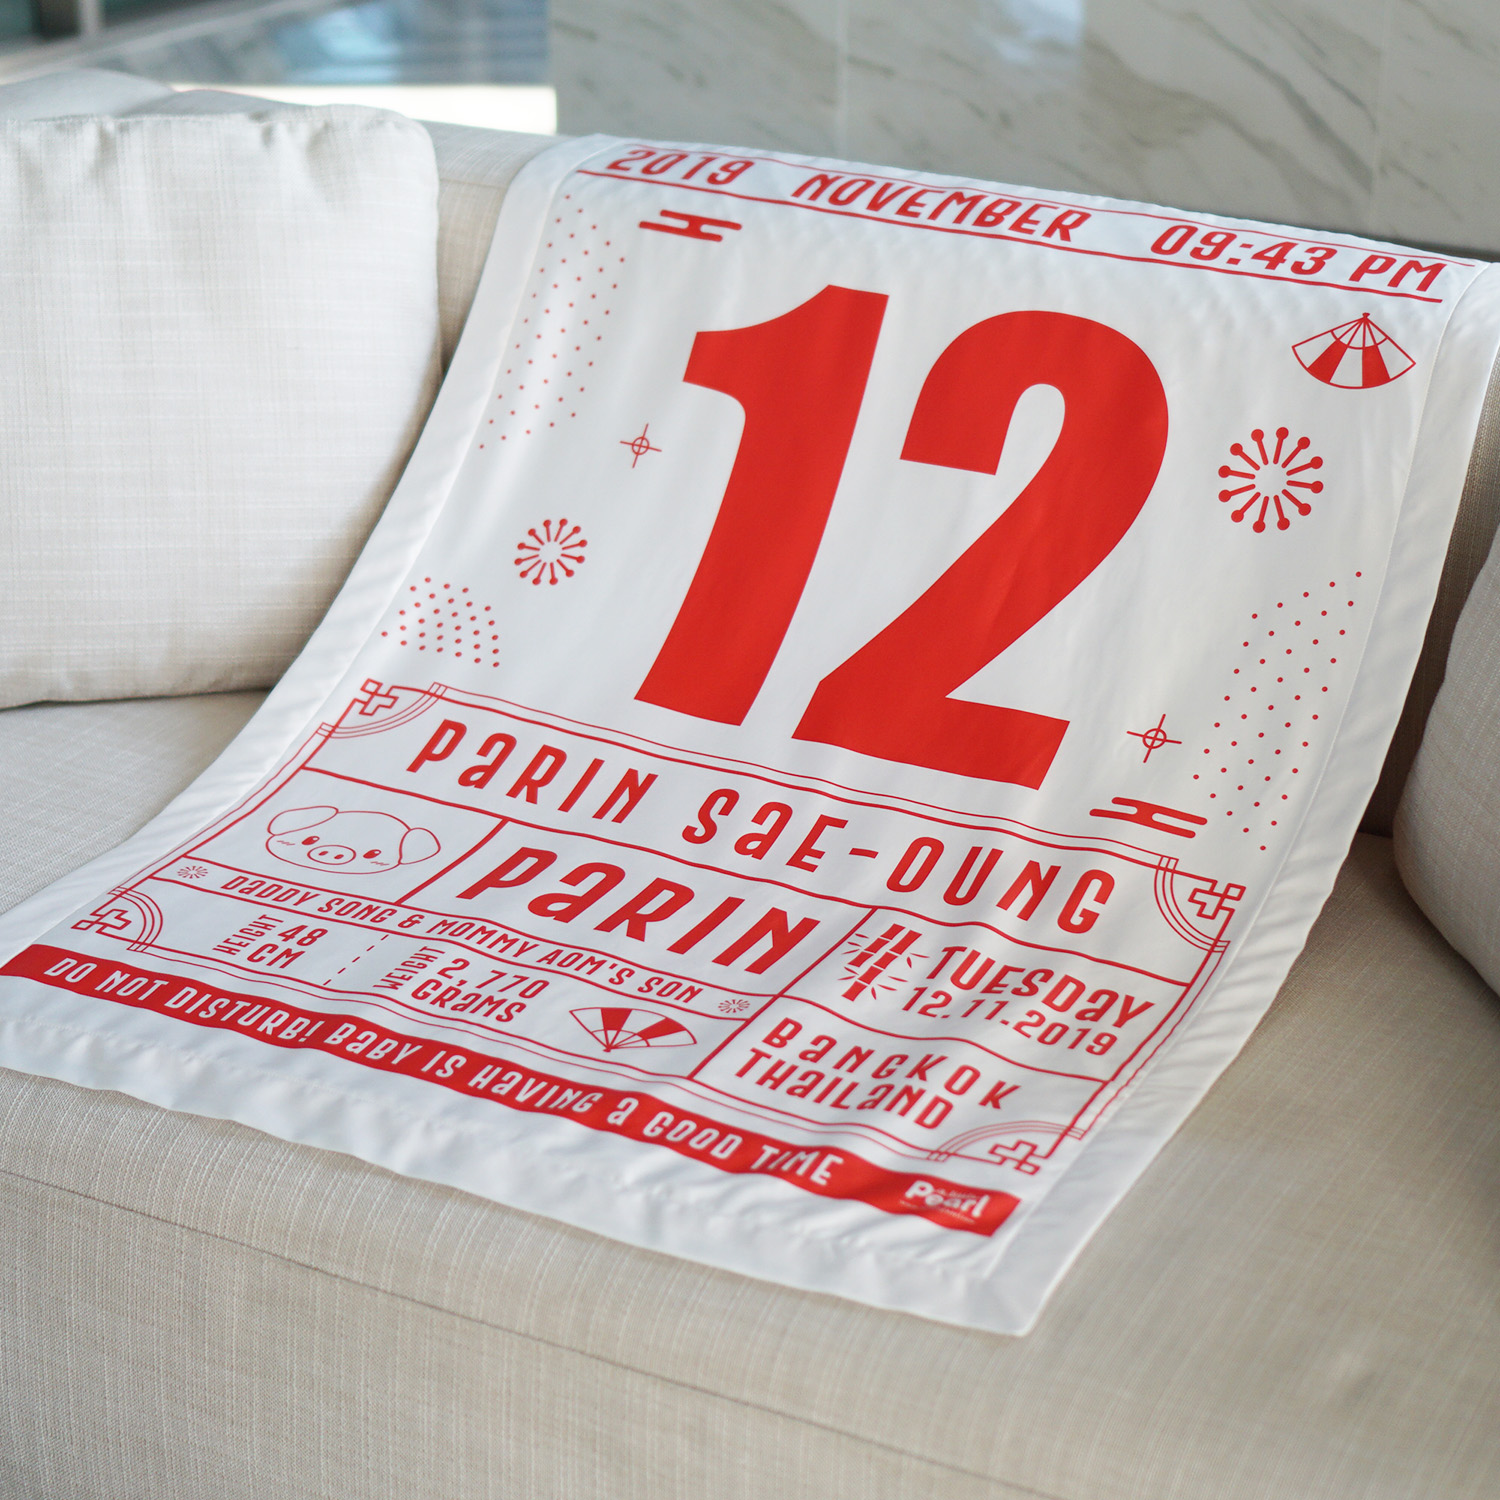 2019 NOVEMBER 09:43 PM
12
PaRIN SaE-OUNG
PaRIN
DaDDY SONG & MOMMY AOM'S SON
HEIGHT 48 CM
WEIGHT 2,770 GRaMS
TUESDaY
12.11.2019
BaNGKOK
THaILaND
DO NOT DISTURB! BaBY IS HaVING a GOOD TIME
Pearl